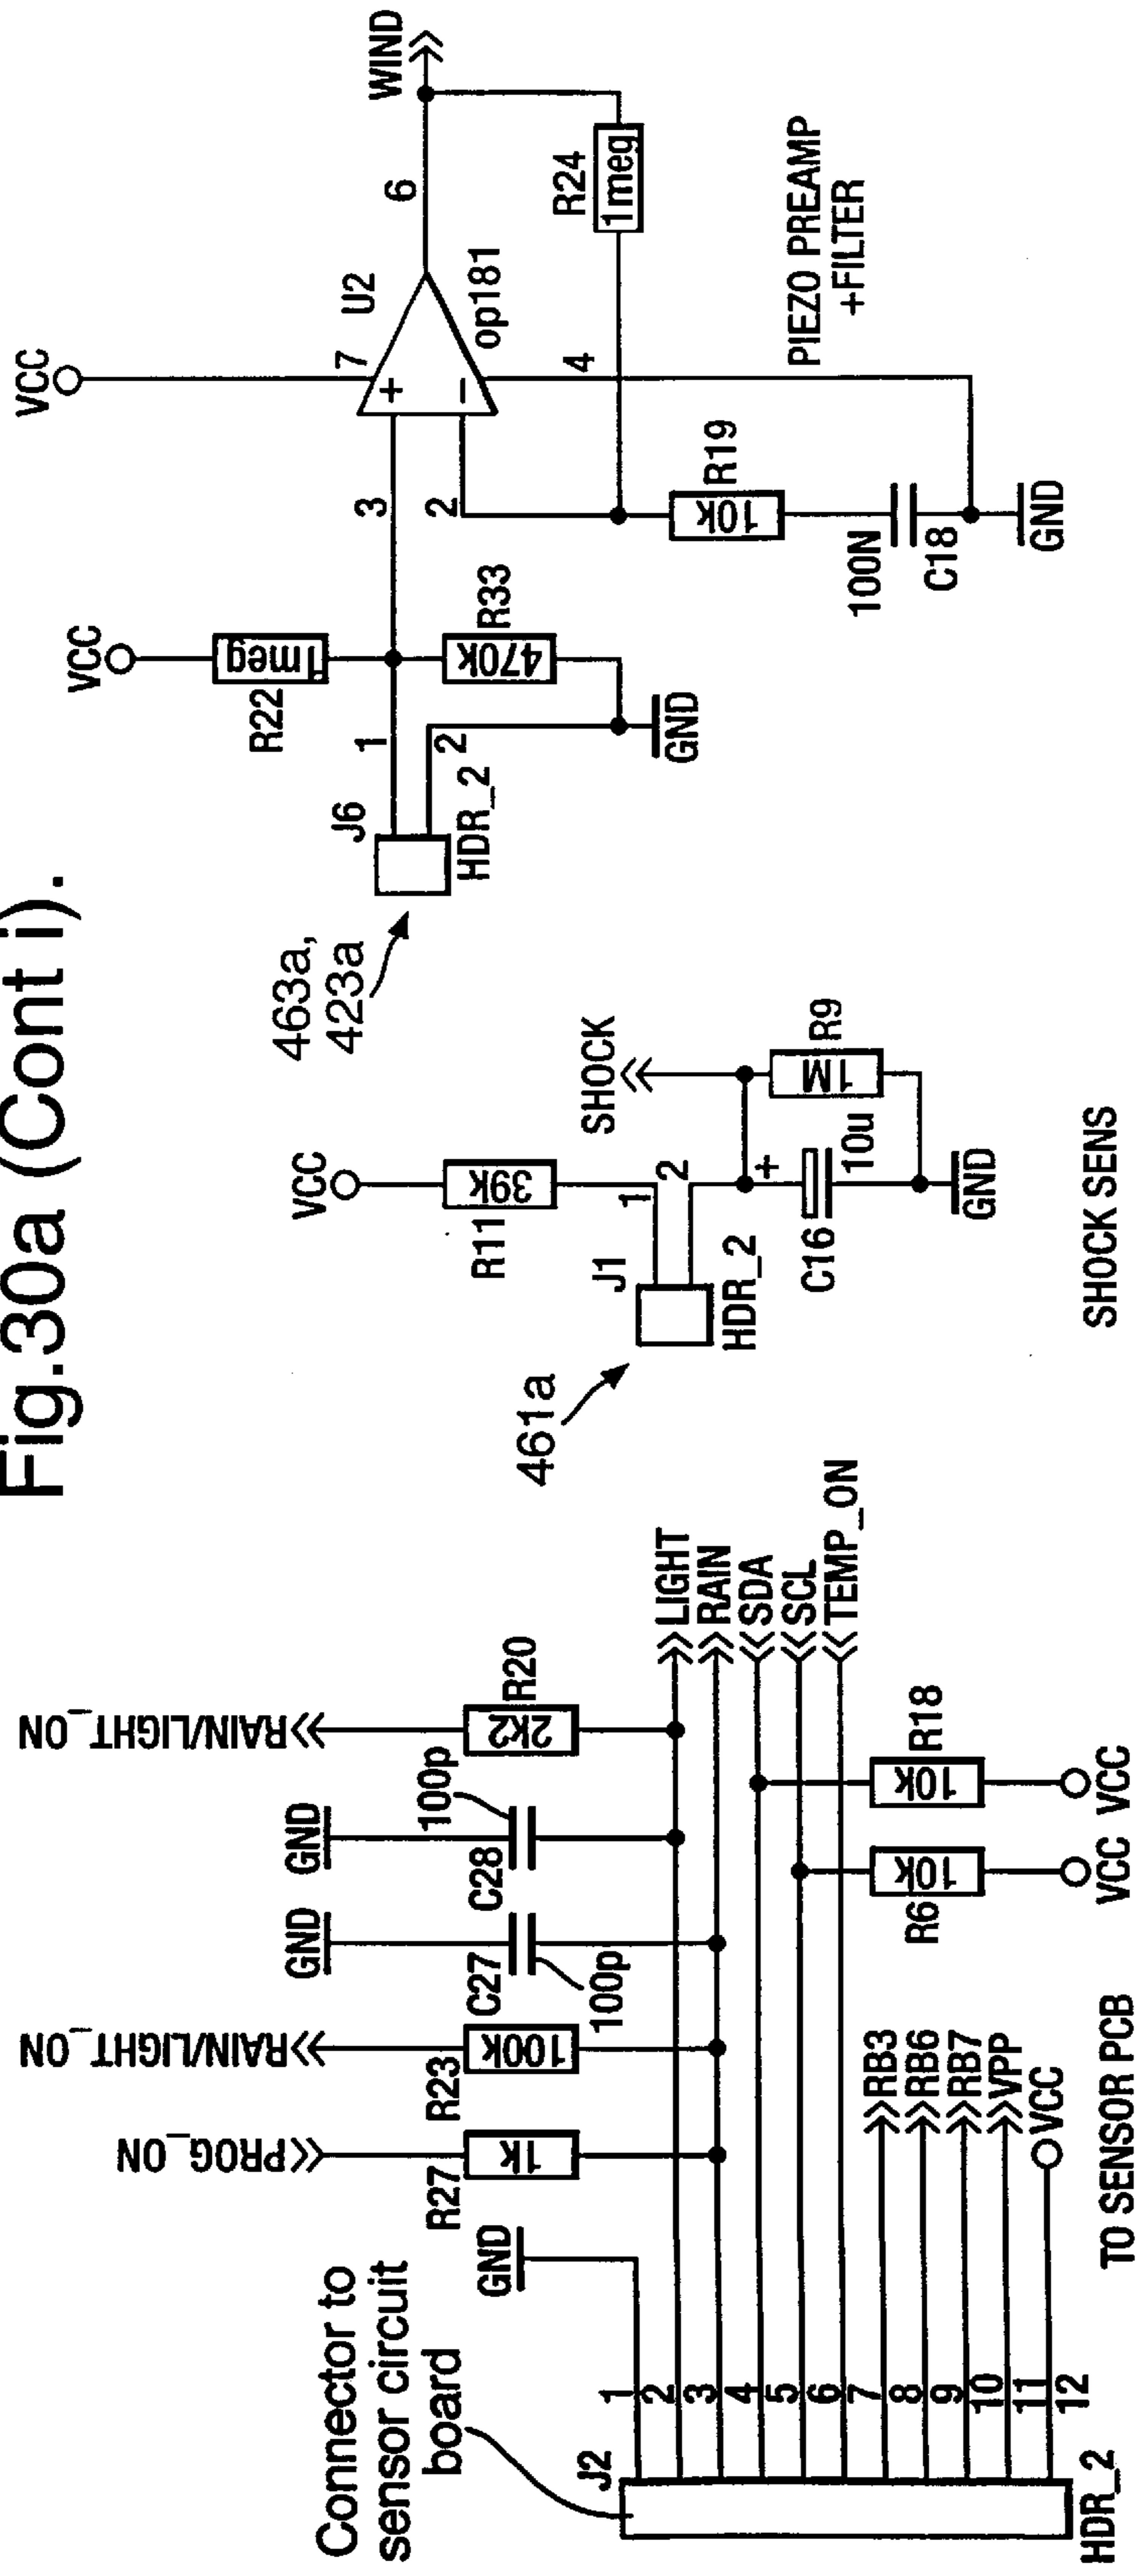 Fig.30a (Cont i).
Connector to
sensor circuit
board
J2
HDR_2
1
2
3
4
5
6
7
8
9
10
11
12
GND
PROG_ON
R27
1k
RAIN/LIGHT_ON
R23
100k
GND
C27
100p
GND
C28
100p
RAIN/LIGHT_ON
R20
2k2
LIGHT
RAIN
SDA
SCL
TEMP_ON
RB3
RB6
RB7
VPP
VCC
R6
10k
VCC
R18
10k
VCC
TO SENSOR PCB
461a
J1
HDR_2
1
2
VCC
R11
39k
SHOCK
C16
+
10u
R9
1M
GND
SHOCK SENS
463a,
423a
J6
HDR_2
1
2
VCC
R22
1meg
R33
470k
GND
VCC
3
2
7
4
6
+
–
U2
op181
WIND
R24
1meg
R19
10k
100N
C18
GND
PIEZO PREAMP
+FILTER